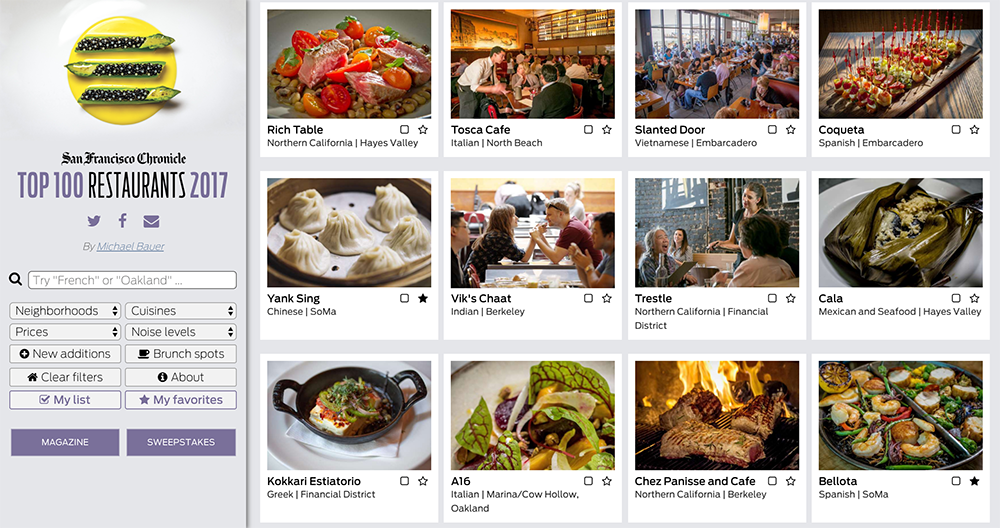 San Francisco Chronicle
TOP 100 RESTAURANTS 2017
By Michael Bauer
Try "French" or "Oakland" ...
Neighborhoods
Cuisines
Prices
Noise levels
New additions
Brunch spots
Clear filters
About
My list
My favorites
MAGAZINE
SWEEPSTAKES
Rich Table
Northern California | Hayes Valley
Tosca Cafe
Italian | North Beach
Slanted Door
Vietnamese | Embarcadero
Coqueta
Spanish | Embarcadero
Yank Sing
Chinese | SoMa
Vik's Chaat
Indian | Berkeley
Trestle
Northern California | Financial
District
Cala
Mexican and Seafood | Hayes Valley
Kokkari Estiatorio
Greek | Financial District
A16
Italian | Marina/Cow Hollow,
Oakland
Chez Panisse and Cafe
Northern California | Berkeley
Bellota
Spanish | SoMa